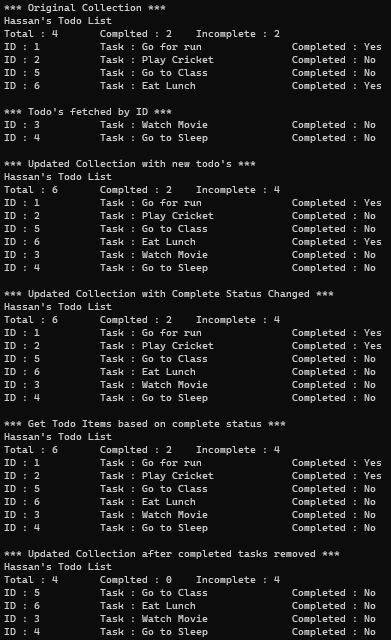 *** Original Collection ***
Hassan's Todo List
Total : 4 Complted : 2 Incomplete : 2
ID : 1 Task : Go for run Completed : Yes
ID : 2 Task : Play Cricket Completed : No
ID : 5 Task : Go to Class Completed : No
ID : 6 Task : Eat Lunch Completed : Yes

*** Todo's fetched by ID ***
ID : 3 Task : Watch Movie Completed : No
ID : 4 Task : Go to Sleep Completed : No

*** Updated Collection with new todo's ***
Hassan's Todo List
Total : 6 Complted : 2 Incomplete : 4
ID : 1 Task : Go for run Completed : Yes
ID : 2 Task : Play Cricket Completed : No
ID : 5 Task : Go to Class Completed : No
ID : 6 Task : Eat Lunch Completed : Yes
ID : 3 Task : Watch Movie Completed : No
ID : 4 Task : Go to Sleep Completed : No

*** Updated Collection with Complete Status Changed ***
Hassan's Todo List
Total : 6 Complted : 2 Incomplete : 4
ID : 1 Task : Go for run Completed : Yes
ID : 2 Task : Play Cricket Completed : Yes
ID : 5 Task : Go to Class Completed : No
ID : 6 Task : Eat Lunch Completed : No
ID : 3 Task : Watch Movie Completed : No
ID : 4 Task : Go to Sleep Completed : No

*** Get Todo Items based on complete status ***
Hassan's Todo List
Total : 6 Complted : 2 Incomplete : 4
ID : 1 Task : Go for run Completed : Yes
ID : 2 Task : Play Cricket Completed : Yes
ID : 5 Task : Go to Class Completed : No
ID : 6 Task : Eat Lunch Completed : No
ID : 3 Task : Watch Movie Completed : No
ID : 4 Task : Go to Sleep Completed : No

*** Updated Collection after completed tasks removed ***
Hassan's Todo List
Total : 4 Complted : 0 Incomplete : 4
ID : 5 Task : Go to Class Completed : No
ID : 6 Task : Eat Lunch Completed : No
ID : 3 Task : Watch Movie Completed : No
ID : 4 Task : Go to Sleep Completed : No